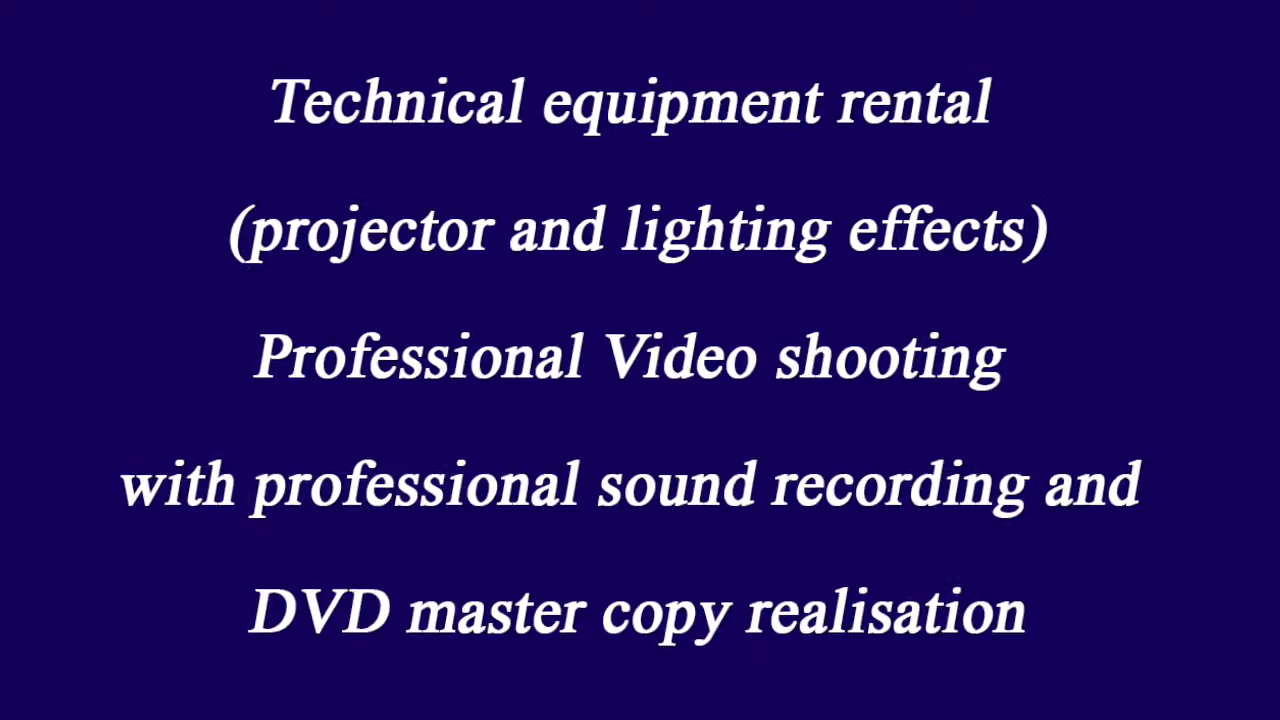 Technical equipment rental
(projector and lighting effects)
Professional Video shooting
with professional sound recording and
DVD master copy realisation